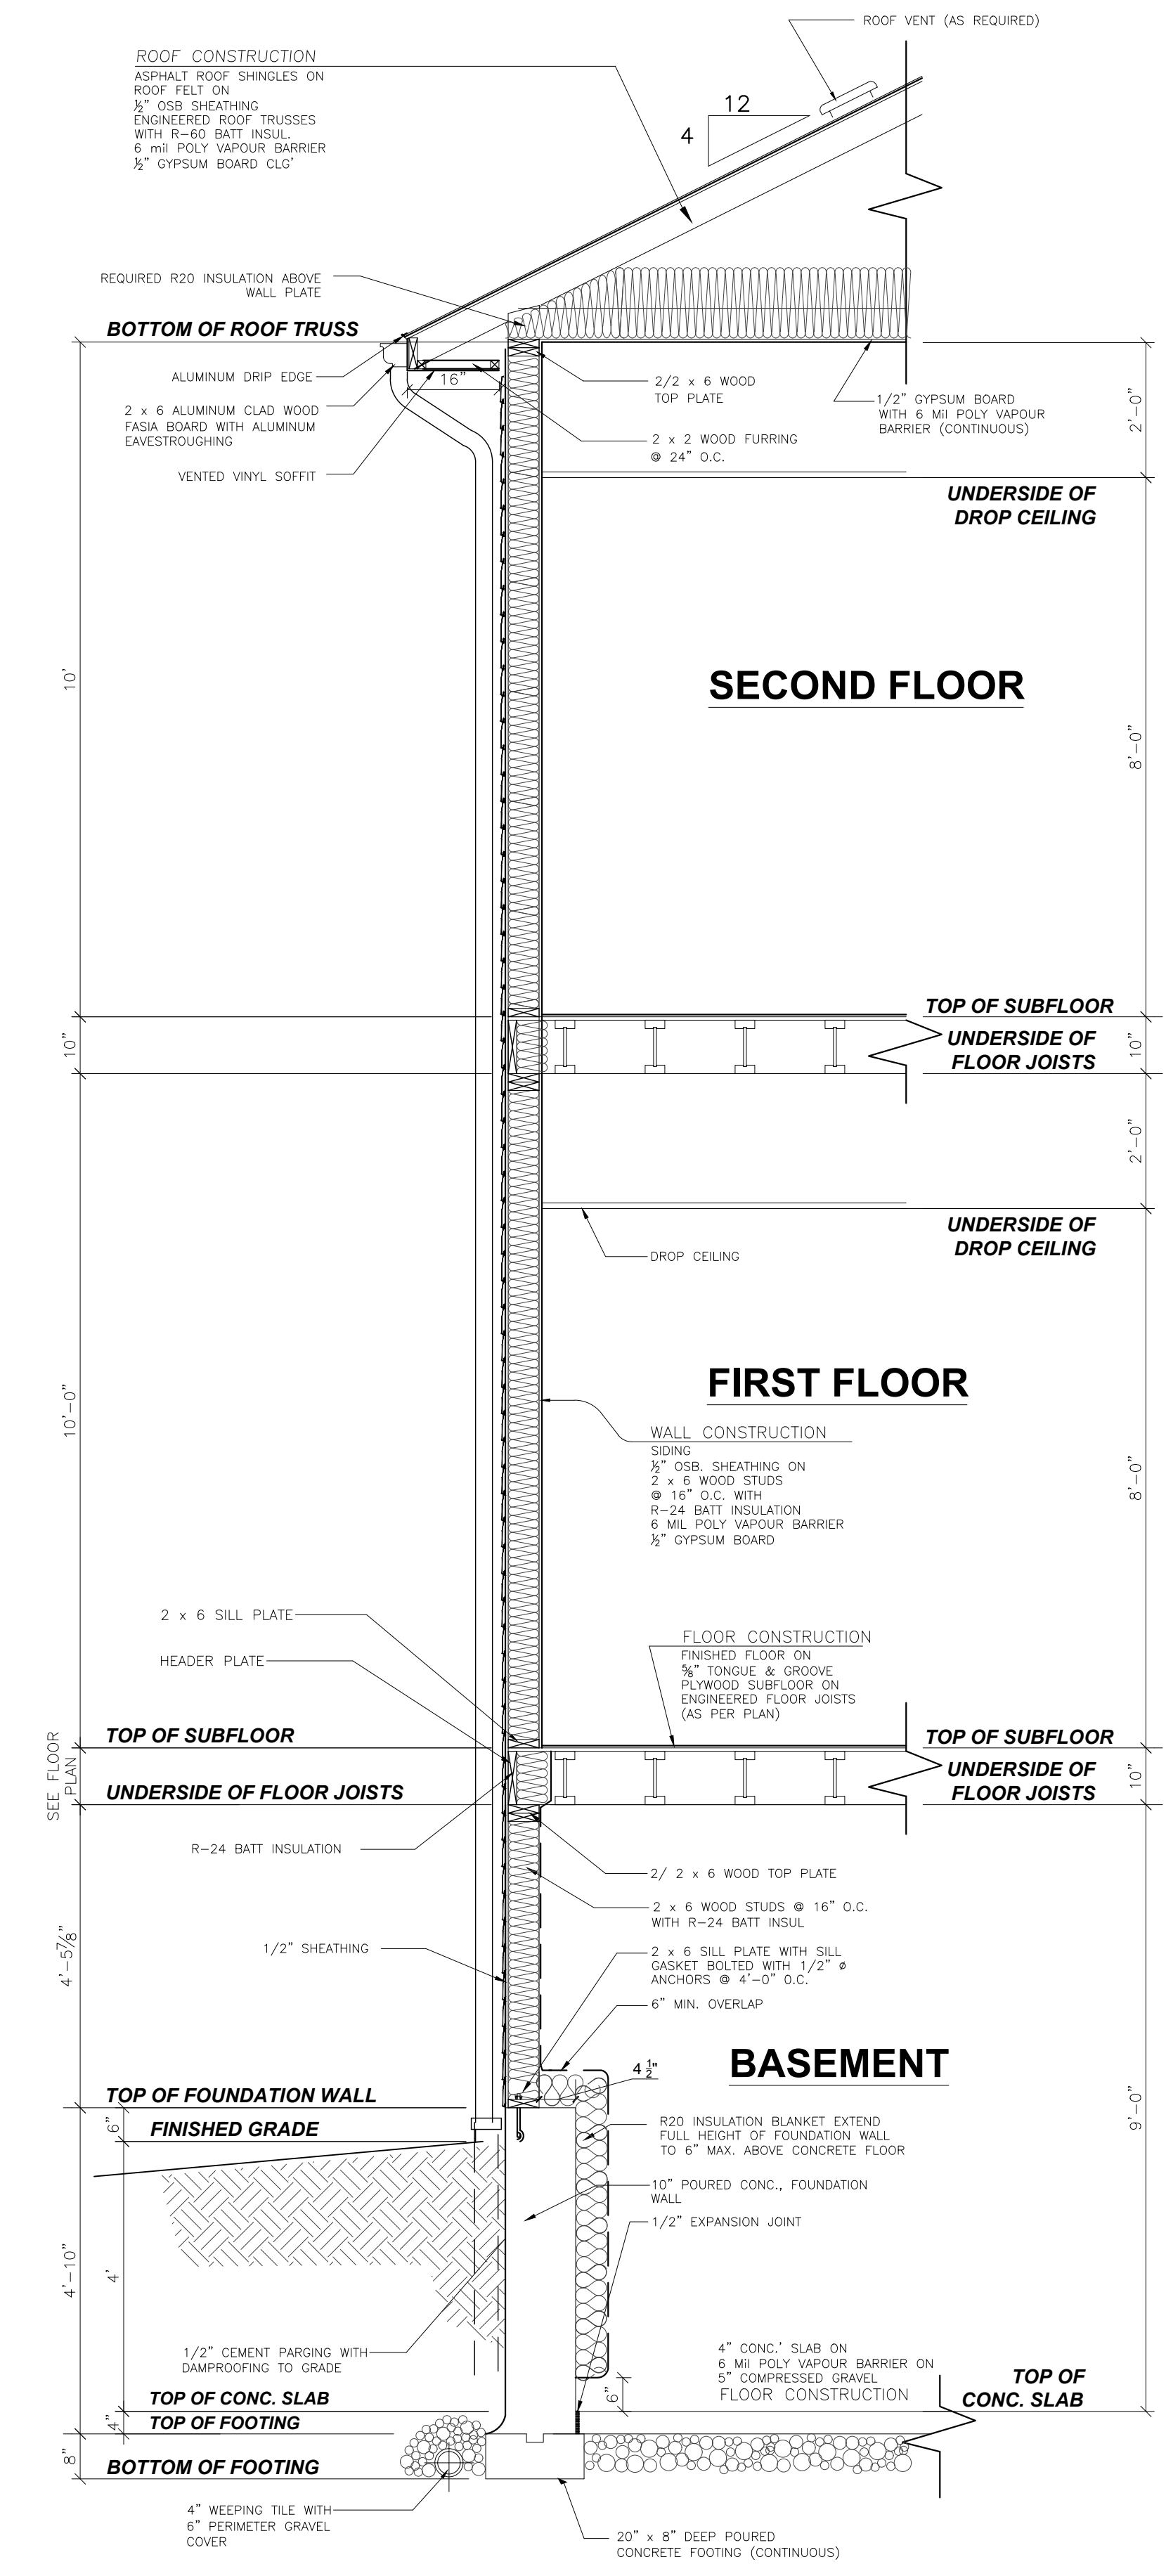 ROOF VENT (AS REQUIRED)
ROOF CONSTRUCTION
ASPHALT ROOF SHINGLES ON
ROOF FELT ON
½” OSB SHEATHING
ENGINEERED ROOF TRUSSES
WITH R-60 BATT INSUL.
6 mil POLY VAPOUR BARRIER
½” GYPSUM BOARD CLG'
12
4
REQUIRED R20 INSULATION ABOVE
WALL PLATE
BOTTOM OF ROOF TRUSS
ALUMINUM DRIP EDGE
16”
2 x 6 ALUMINUM CLAD WOOD
FASIA BOARD WITH ALUMINUM
EAVESTROUGHING
VENTED VINYL SOFFIT
2/2 x 6 WOOD
TOP PLATE
2 x 2 WOOD FURRING
@ 24” O.C.
1/2” GYPSUM BOARD
WITH 6 Mil POLY VAPOUR
BARRIER (CONTINUOUS)
2'-0”
UNDERSIDE OF
DROP CEILING
10'
SECOND FLOOR
8'-0”
TOP OF SUBFLOOR
10”
UNDERSIDE OF
FLOOR JOISTS
10”
2'-0”
UNDERSIDE OF
DROP CEILING
DROP CEILING
10'-0”
FIRST FLOOR
WALL CONSTRUCTION
SIDING
½” OSB. SHEATHING ON
2 x 6 WOOD STUDS
@ 16” O.C. WITH
R-24 BATT INSULATION
6 MIL POLY VAPOUR BARRIER
½” GYPSUM BOARD
8'-0”
2 x 6 SILL PLATE
HEADER PLATE
FLOOR CONSTRUCTION
FINISHED FLOOR ON
⅝” TONGUE & GROOVE
PLYWOOD SUBFLOOR ON
ENGINEERED FLOOR JOISTS
(AS PER PLAN)
TOP OF SUBFLOOR
TOP OF SUBFLOOR
SEE FLOOR
PLAN
UNDERSIDE OF FLOOR JOISTS
UNDERSIDE OF
FLOOR JOISTS
10”
R-24 BATT INSULATION
2/ 2 x 6 WOOD TOP PLATE
2 x 6 WOOD STUDS @ 16” O.C.
WITH R-24 BATT INSUL
4'-5⅞”
1/2” SHEATHING
2 x 6 SILL PLATE WITH SILL
GASKET BOLTED WITH 1/2” ø
ANCHORS @ 4'-0” O.C.
6” MIN. OVERLAP
4 ½"
BASEMENT
9'-0”
TOP OF FOUNDATION WALL
6”
FINISHED GRADE
R20 INSULATION BLANKET EXTEND
FULL HEIGHT OF FOUNDATION WALL
TO 6” MAX. ABOVE CONCRETE FLOOR
10” POURED CONC., FOUNDATION
WALL
1/2” EXPANSION JOINT
4'-10”
4'
1/2” CEMENT PARGING WITH
DAMPROOFING TO GRADE
4” CONC.' SLAB ON
6 Mil POLY VAPOUR BARRIER ON
5” COMPRESSED GRAVEL
FLOOR CONSTRUCTION
6”
TOP OF
CONC. SLAB
TOP OF CONC. SLAB
4”
TOP OF FOOTING
8”
BOTTOM OF FOOTING
4” WEEPING TILE WITH
6” PERIMETER GRAVEL
COVER
20” x 8” DEEP POURED
CONCRETE FOOTING (CONTINUOUS)